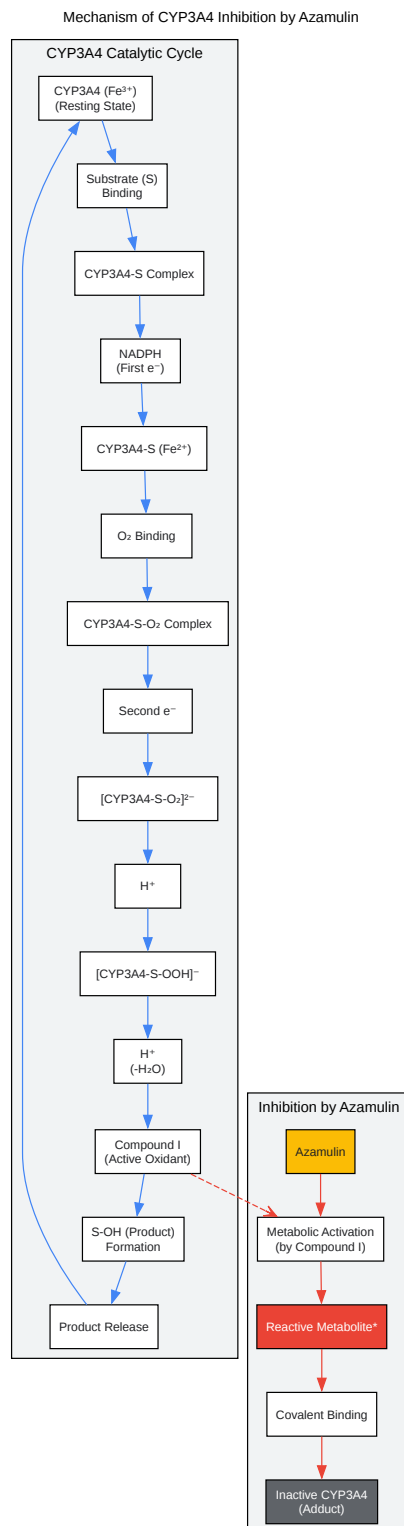 Mechanism of CYP3A4 Inhibition by Azamulin
CYP3A4 Catalytic Cycle
CYP3A4 (Fe³⁺)
(Resting State)
Substrate (S)
Binding
CYP3A4-S Complex
NADPH
(First e⁻)
CYP3A4-S (Fe²⁺)
O₂ Binding
CYP3A4-S-O₂ Complex
Second e⁻
[CYP3A4-S-O₂]²⁻
H⁺
[CYP3A4-S-OOH]⁻
H⁺
(-H₂O)
Compound I
(Active Oxidant)
S-OH (Product)
Formation
Product Release
Inhibition by Azamulin
Azamulin
Metabolic Activation
(by Compound I)
Reactive Metabolite*
Covalent Binding
Inactive CYP3A4
(Adduct)